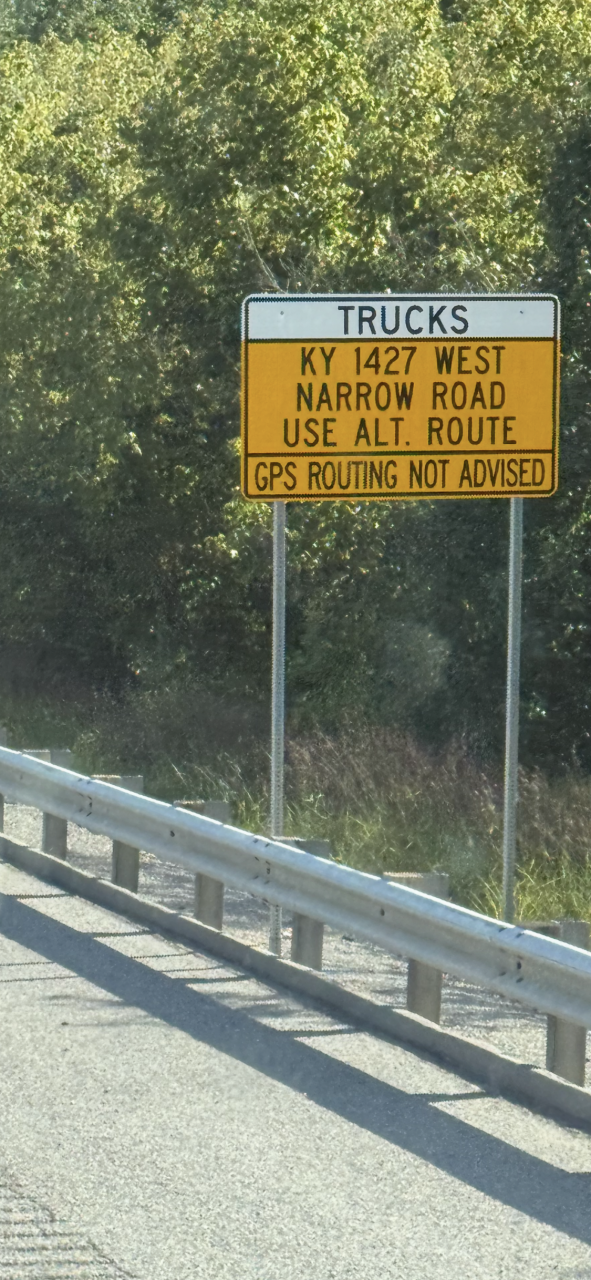 TRUCKS
KY 1427 WEST
NARROW ROAD
USE ALT. ROUTE
GPS ROUTING NOT ADVISED